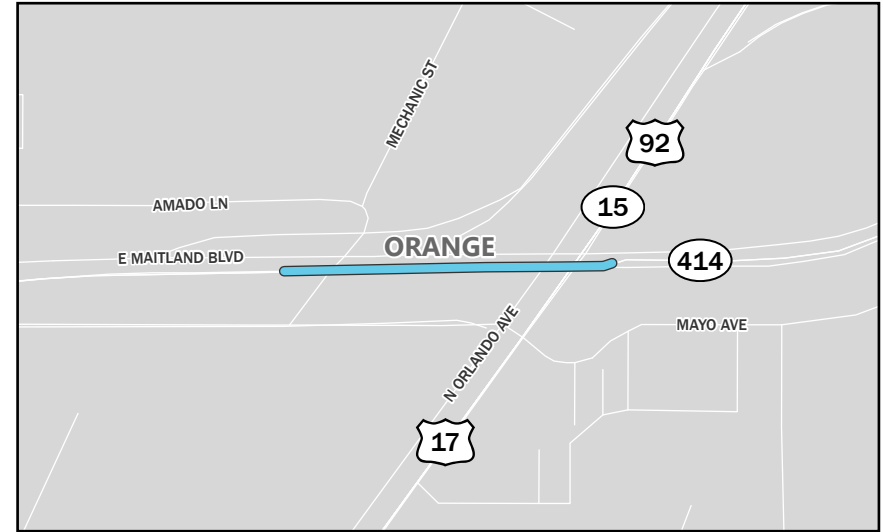 MECHANIC ST
92
AMADO LN
15
ORANGE
E MAITLAND BLVD
414
N ORLANDO AVE
MAYO AVE
17